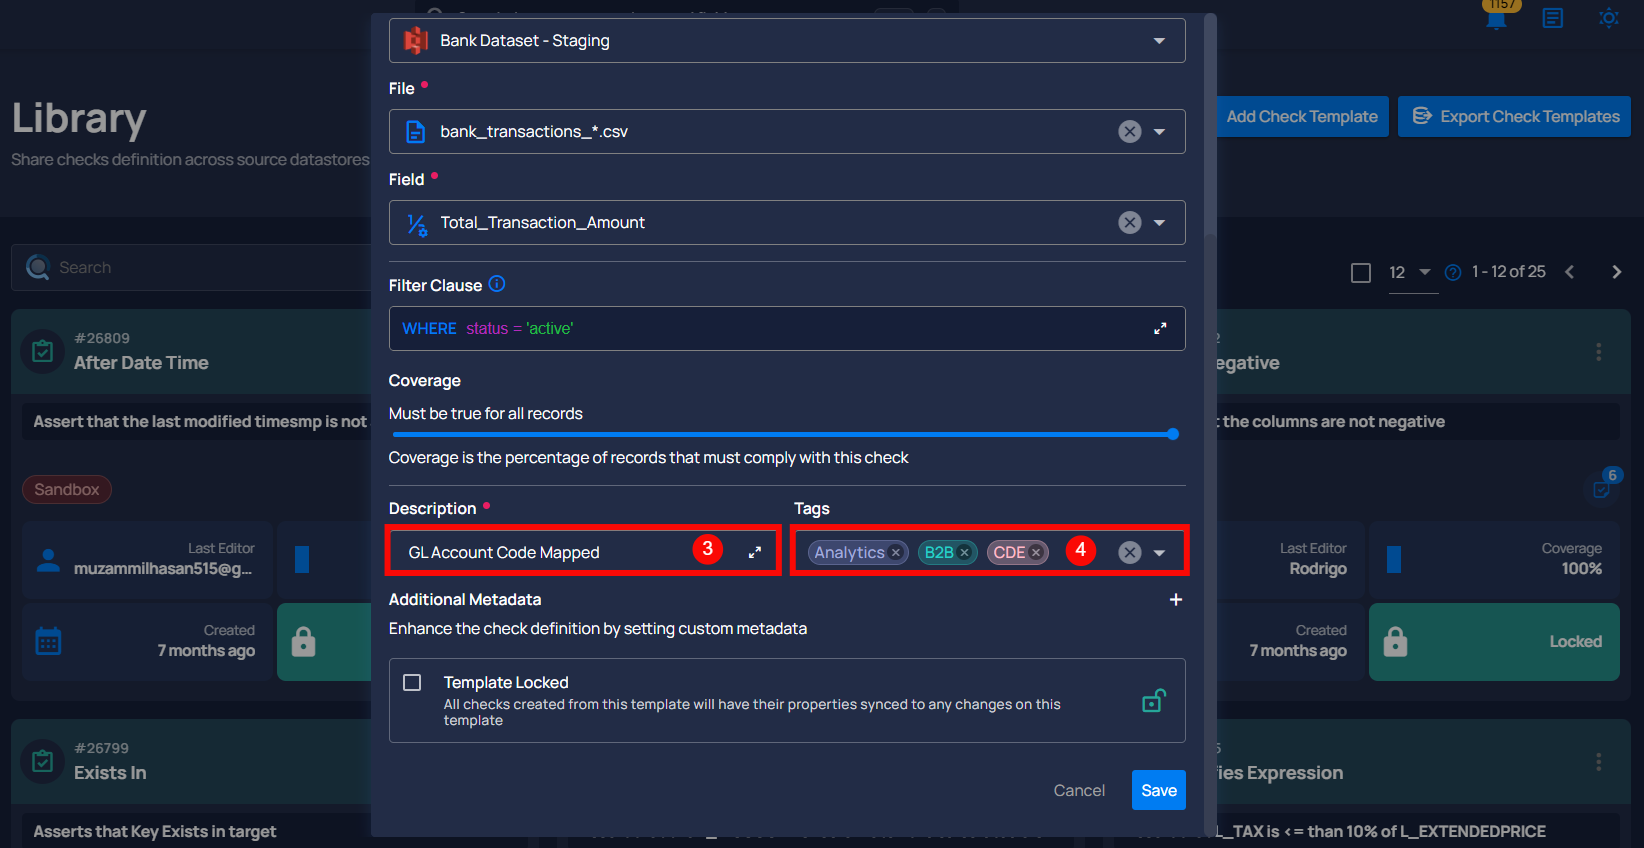 1157
Bank Dataset - Staging
Library
Share checks definition across source datastores
Add Check Template
Export Check Templates
File •
bank_transactions_*.csv
Field •
Total_Transaction_Amount
Search
12
1 - 12 of 25
Filter Clause
WHERE status = 'active'
Coverage
Must be true for all records
Coverage is the percentage of records that must comply with this check
Description •
GL Account Code Mapped
3
Tags
Analytics
B2B
CDE
4
Additional Metadata
Enhance the check definition by setting custom metadata
Template Locked
All checks created from this template will have their properties synced to any changes on this
template
Cancel
Save
#26809
After Date Time
Assert that the last modified timesmp is not
Sandbox
Last Editor
muzammilhasan515@g...
Created
7 months ago
2
egative
t the columns are not negative
6
Last Editor
Rodrigo
Coverage
100%
Created
7 months ago
Locked
#26799
Exists In
Asserts that Key Exists in target
5
fies Expression
L_TAX is <= than 10% of L_EXTENDEDPRICE